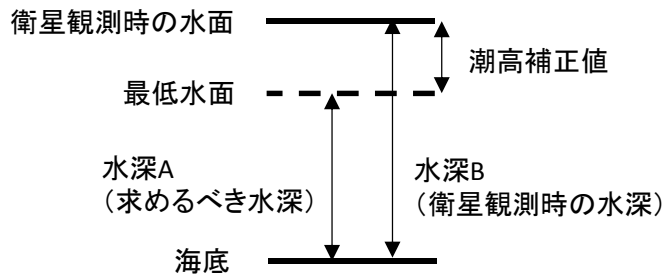 衛星観測時の水面
潮高補正値
最低水面
水深A
（求めるべき水深）
水深B
（衛星観測時の水深）
海底